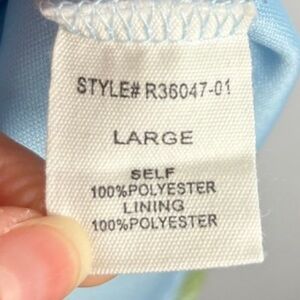 STYLE# R36047-01
LARGE
SELF
100%POLYESTER
LINING
100%POLYESTER